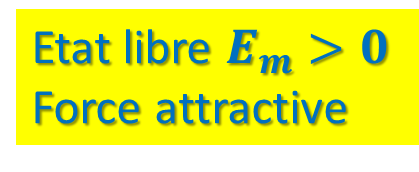 Etat libre 𝑬ₘ > 𝟎
Force attractive